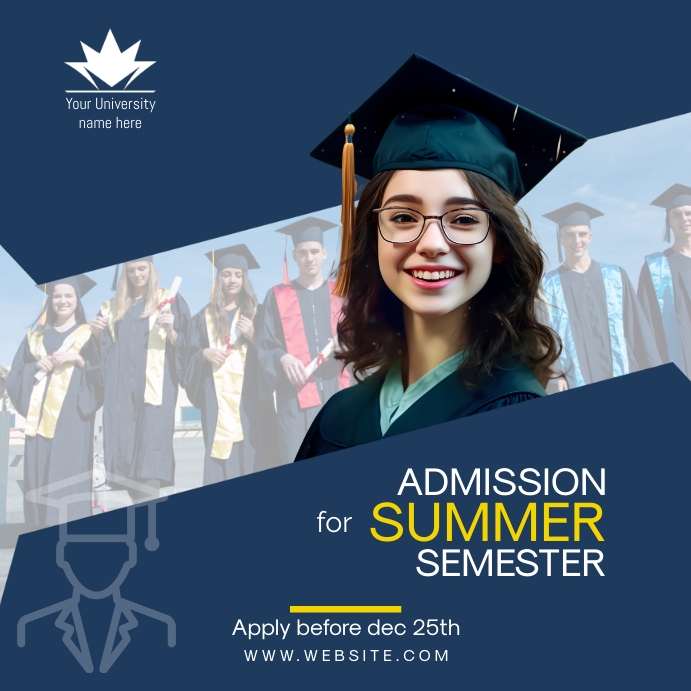 Your University
name here
ADMISSION
for SUMMER
SEMESTER
Apply before dec 25th
WWW.WEBSITE.COM